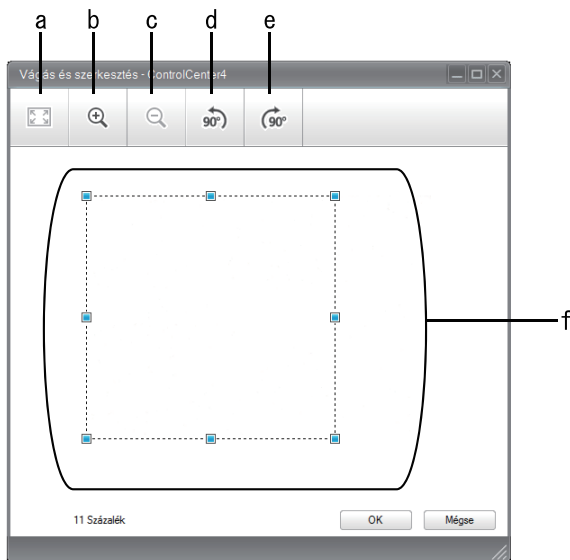 a b c d e
Vágás és szerkesztés - ControlCenter4
90° 90°
f
11 Százalék OK Mégse